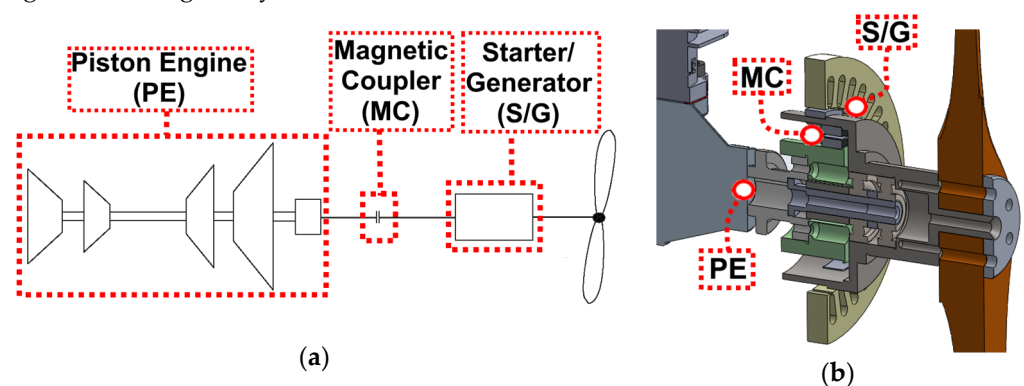 Piston Engine
(PE)
Magnetic
Coupler
(MC)
Starter/
Generator
(S/G)
S/G
MC
PE
(a)
(b)